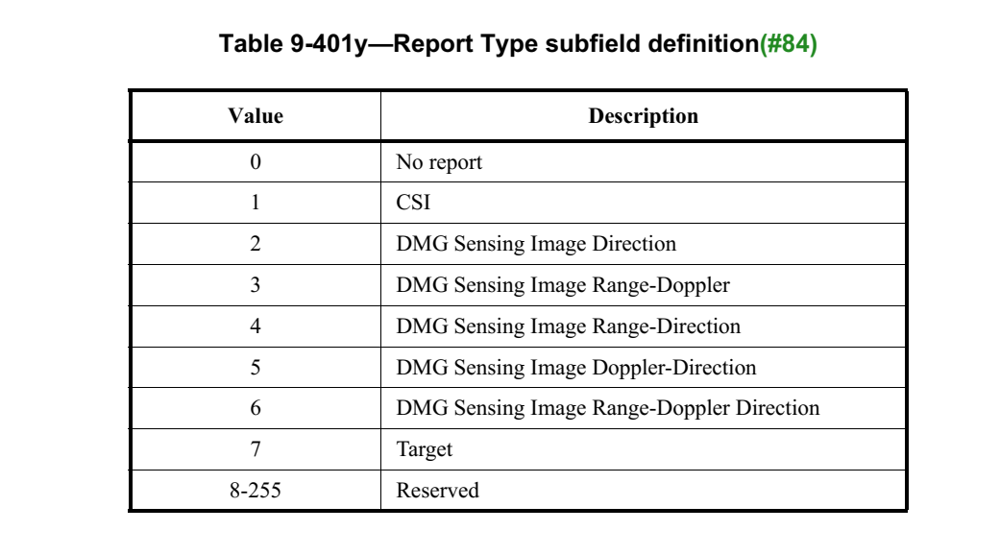 Table 9-401y—Report Type subfield definition(#84)
Value Description
0 No report
1 CSI
2 DMG Sensing Image Direction
3 DMG Sensing Image Range-Doppler
4 DMG Sensing Image Range-Direction
5 DMG Sensing Image Doppler-Direction
6 DMG Sensing Image Range-Doppler Direction
7 Target
8-255 Reserved